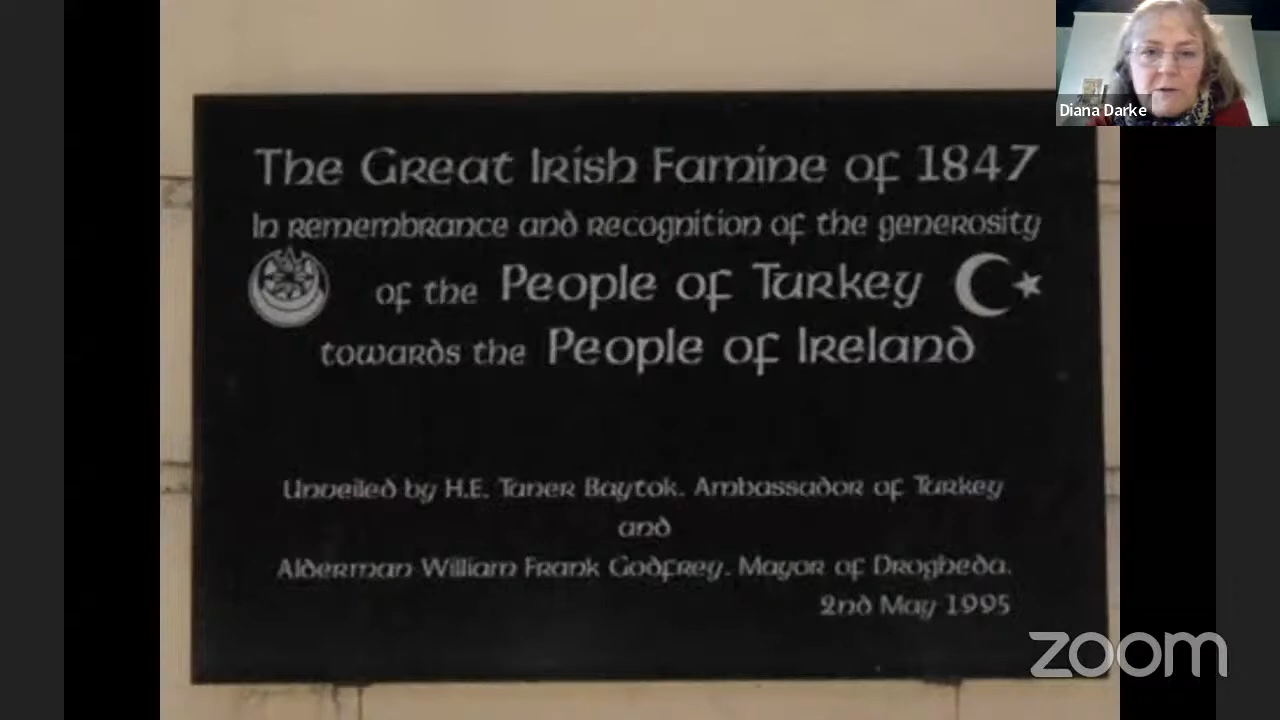 Diana Darke
The Great Irish Famine of 1847
In remembrance and recognition of the generosity
of the People of Turkey
towards the People of Ireland
Unveiled by H.E. Taner Baytok. Ambassador of Turkey
and
Alderman William Frank Godfrey. Mayor of Drogheda.
2nd May 1995
zoom